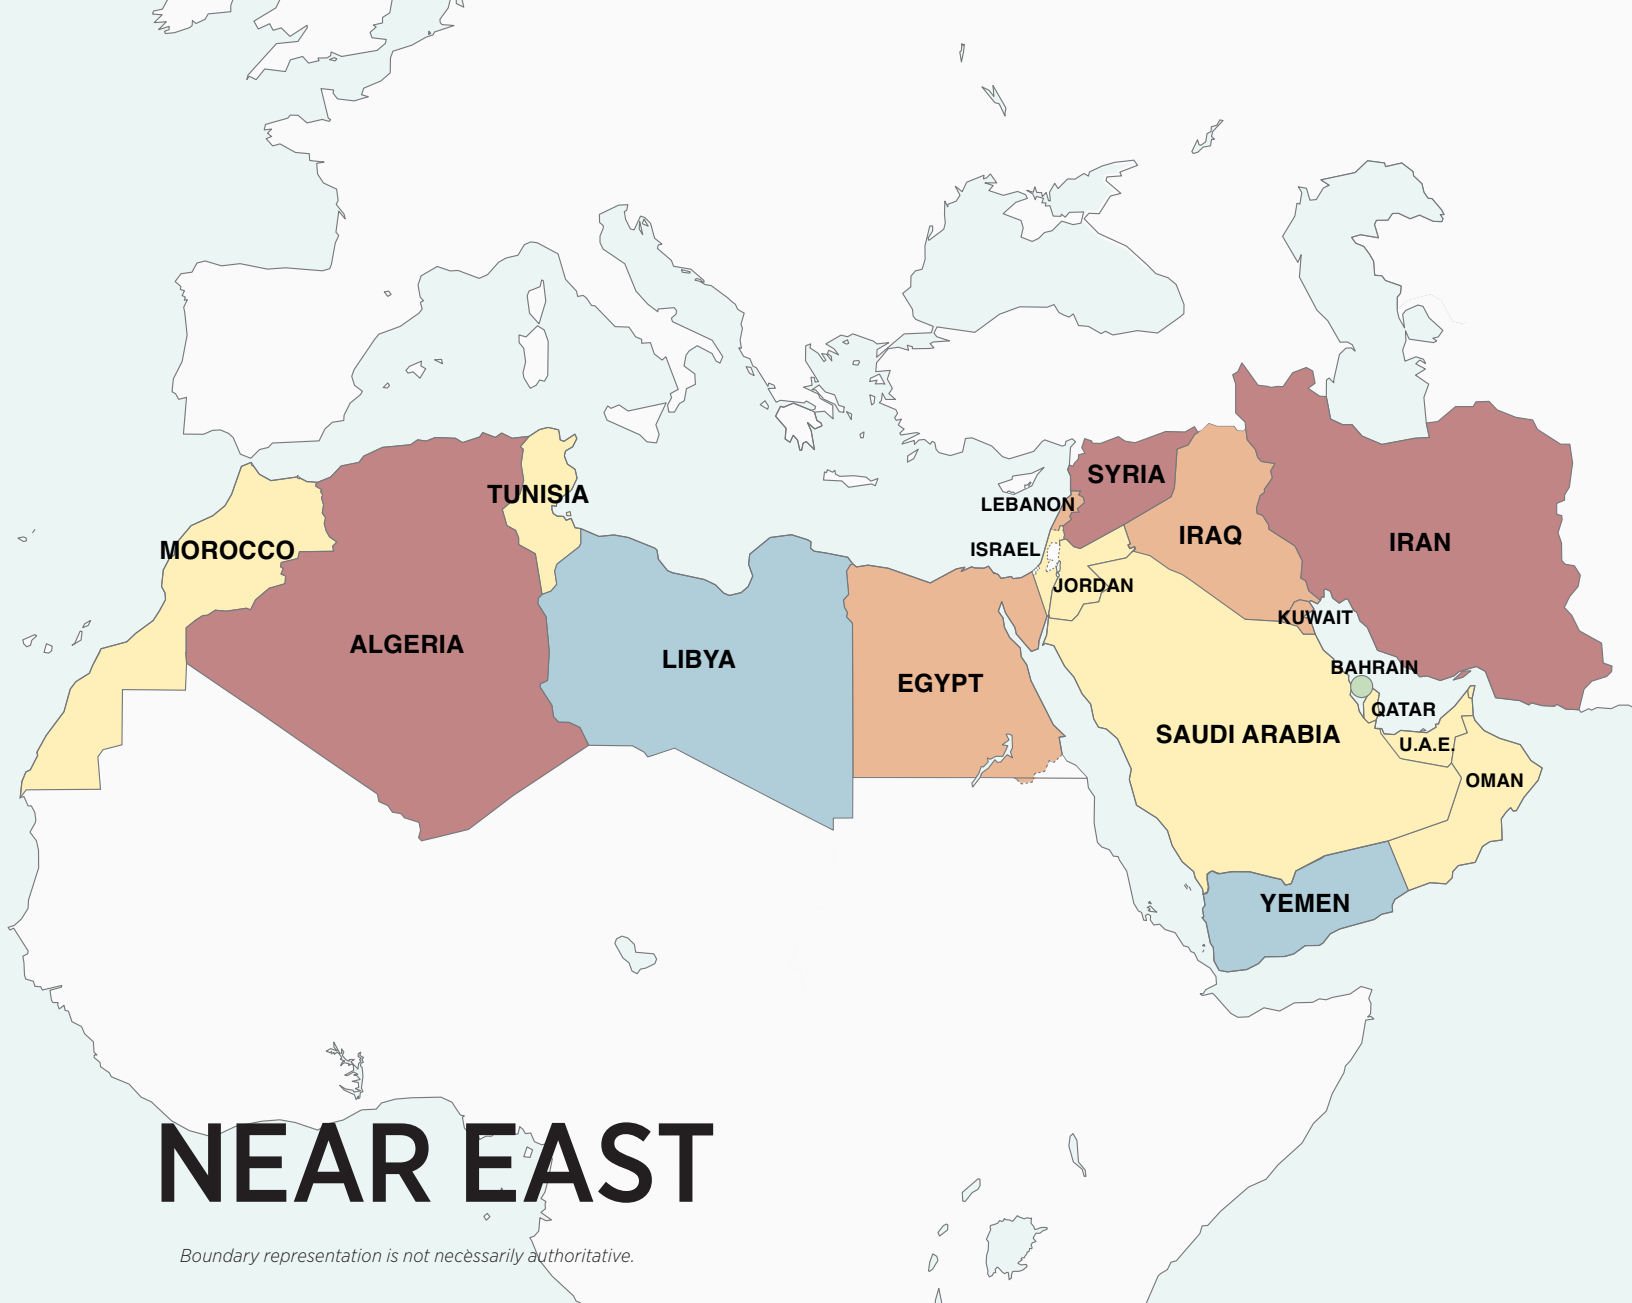 SYRIA
TUNISIA
LEBANON
MOROCCO
ISRAEL
IRAQ
IRAN
JORDAN
KUWAIT
ALGERIA
LIBYA
BAHRAIN
EGYPT
QATAR
SAUDI ARABIA
U.A.E.
OMAN
YEMEN
NEAR EAST
Boundary representation is not necessarily authoritative.